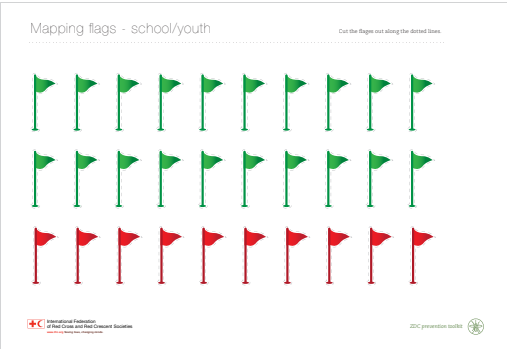 Mapping flags - school/youth
Cut the flages out along the dotted lines.
International Federation
of Red Cross and Red Crescent Societies
ZDC prevention toolkit